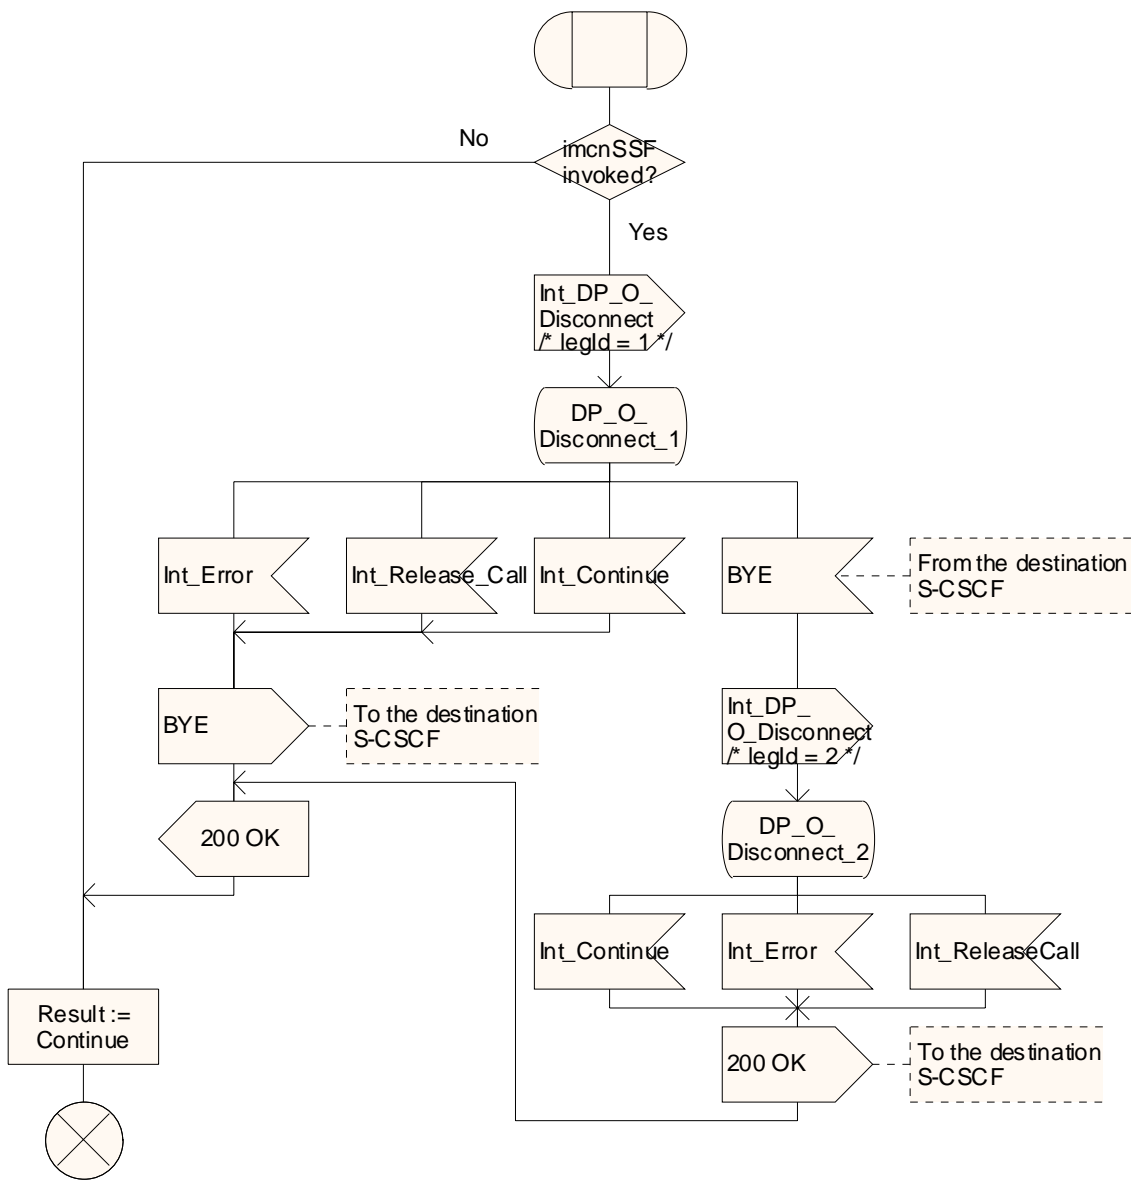 No
imcnSSF
invoked?
Yes
Int_DP_O_
Disconnect
/* legId = 1 */
DP_O_
Disconnect_1
Int_Error
Int_Release_Call
Int_Continue
BYE
From the destination
S-CSCF
BYE
To the destination
S-CSCF
Int_DP_
O_Disconnect
/* legId = 2 */
200 OK
DP_O_
Disconnect_2
Int_Continue
Int_Error
Int_ReleaseCall
Result :=
Continue
200 OK
To the destination
S-CSCF